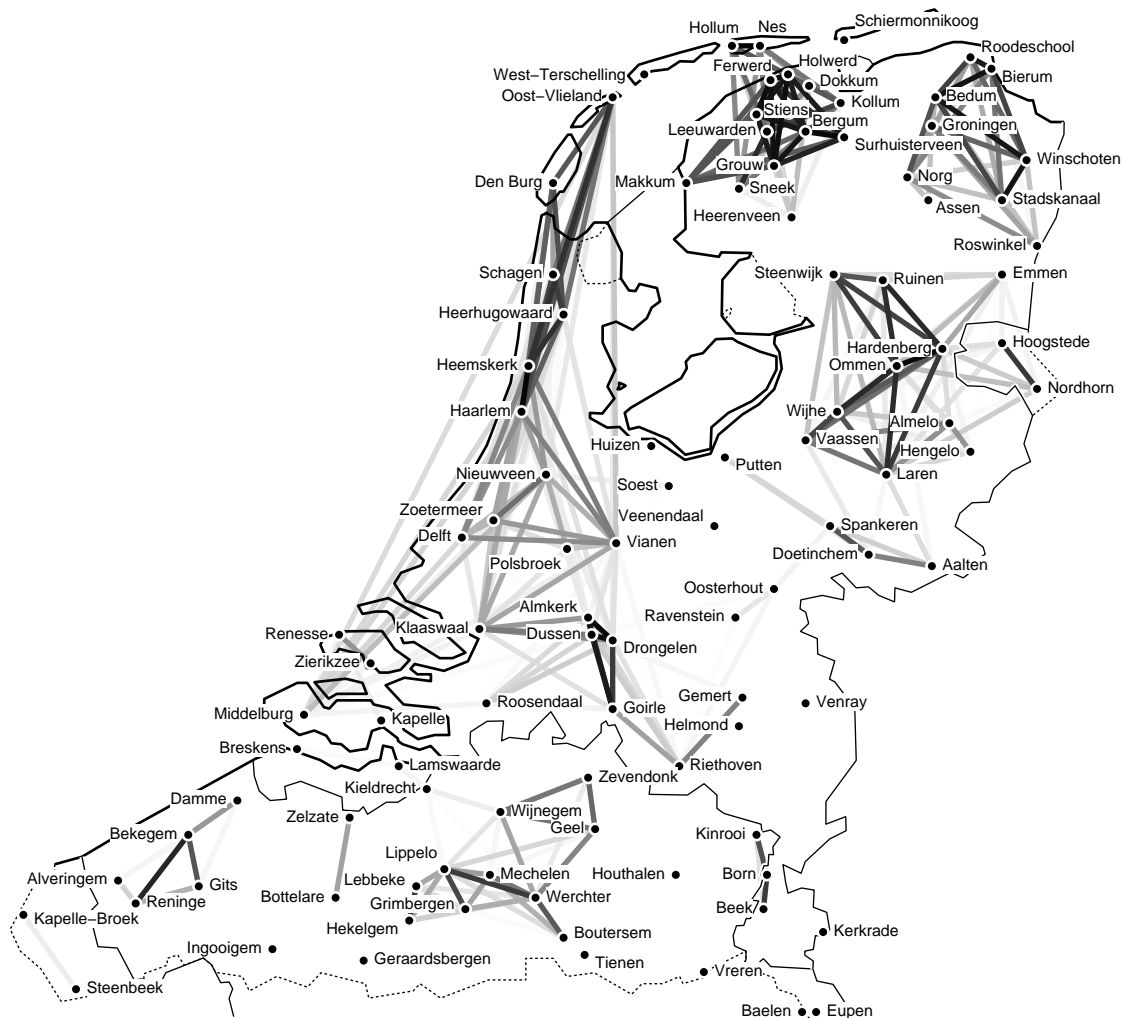 Schiermonnikoog
Hollum Nes
Roodeschool
West–Terschelling Ferwerd Holwerd
Bierum
Dokkum
Oost–Vlieland Bedum
Kollum
Stiens
Bergum Groningen
Leeuwarden
Surhuisterveen
Winschoten
Grouw
Norg
Den Burg Makkum Sneek
Stadskanaal
Assen
Heerenveen
Roswinkel
Schagen Steenwijk Ruinen Emmen
Heerhugowaard
Hoogstede
Hardenberg
Heemskerk Ommen
Nordhorn
Haarlem Wijhe
Almelo
Vaassen
Huizen
Hengelo
Putten
Nieuwveen Laren
Soest
Zoetermeer
Veenendaal Spankeren
Delft
Vianen
Doetinchem
Polsbroek
Aalten
Oosterhout
Almkerk
Ravenstein
Klaaswaal
Renesse Dussen
Drongelen
Zierikzee
Gemert
Roosendaal Venray
Goirle
Middelburg
Kapelle Helmond
Breskens
Lamswaarde Riethoven
Zevendonk
Kieldrecht
Damme
Wijnegem
Zelzate
Geel
Bekegem Kinrooi
Lippelo
Mechelen Houthalen Born
Alveringem
Lebbeke
Gits
Bottelare Werchter
Reninge
Grimbergen Beek
Kapelle–Broek
Hekelgem
Kerkrade
Boutersem
Ingooigem
Tienen
Geraardsbergen
Vreren
Steenbeek
Baelen Eupen